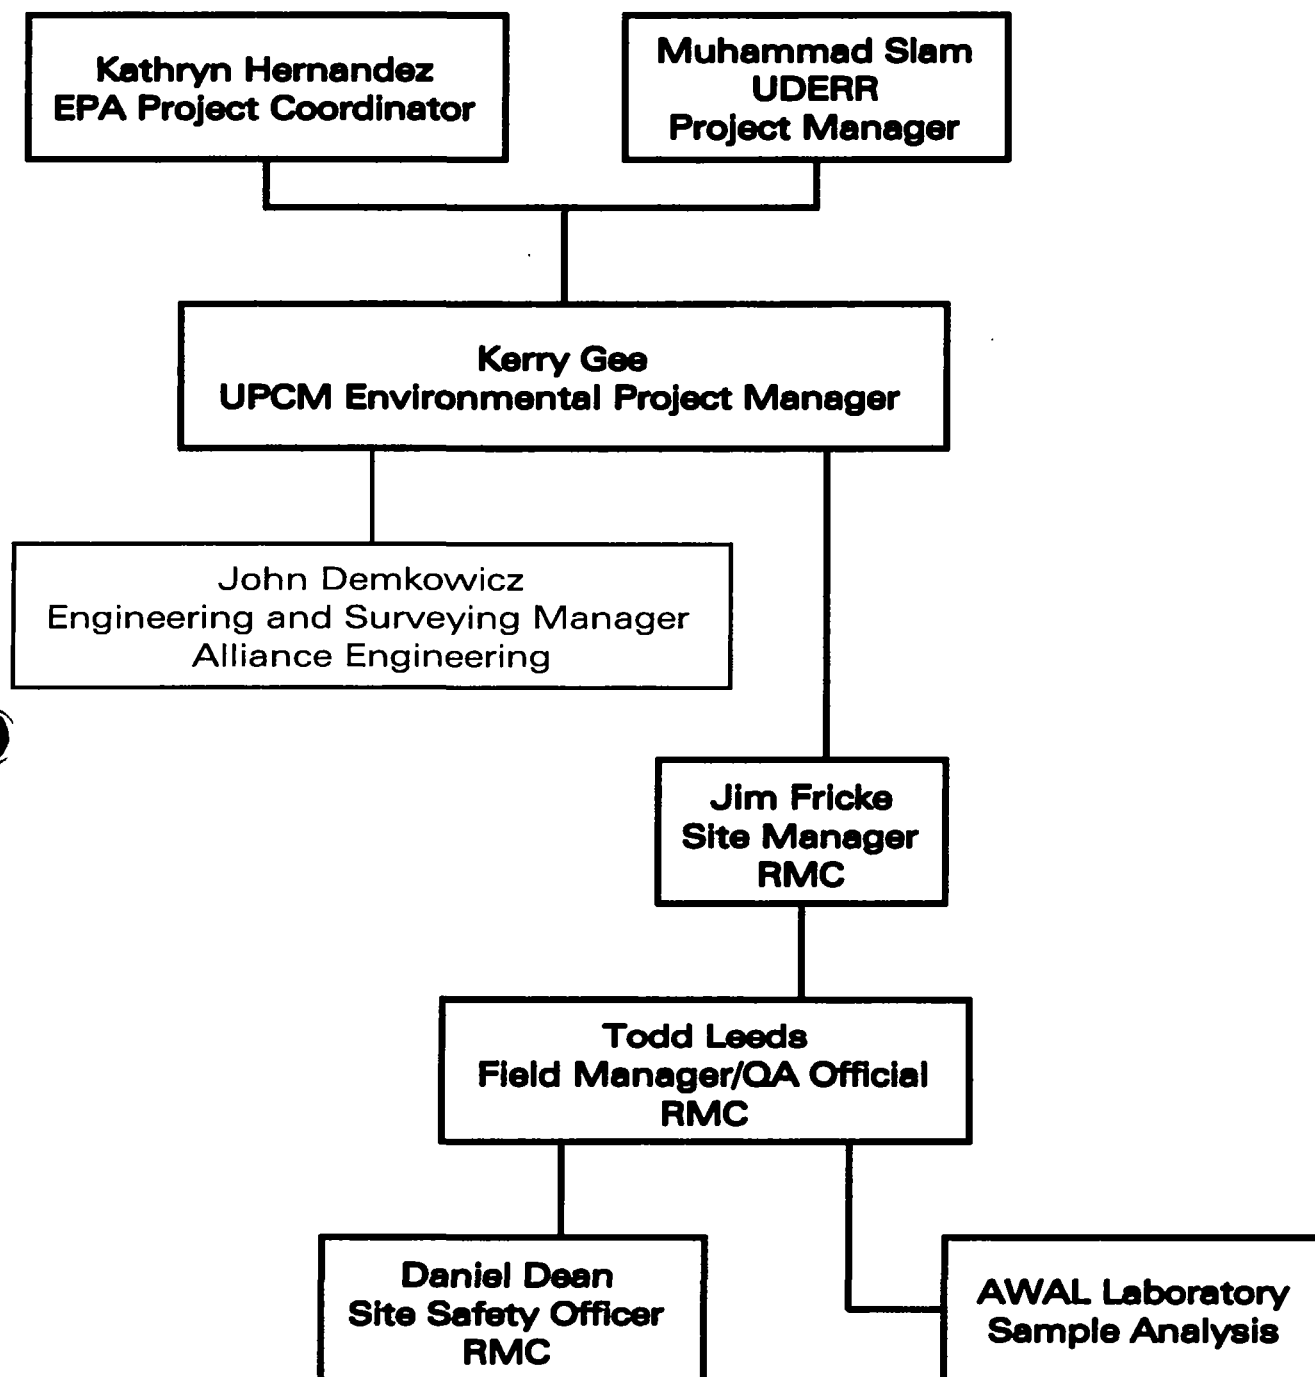 Kathryn Hernandez
EPA Project Coordinator
Muhammad Slam
UDERR
Project Manager
Kerry Gee
UPCM Environmental Project Manager
John Demkowicz
Engineering and Surveying Manager
Alliance Engineering
Jim Fricke
Site Manager
RMC
Todd Leeds
Field Manager/QA Official
RMC
Daniel Dean
Site Safety Officer
RMC
AWAL Laboratory
Sample Analysis